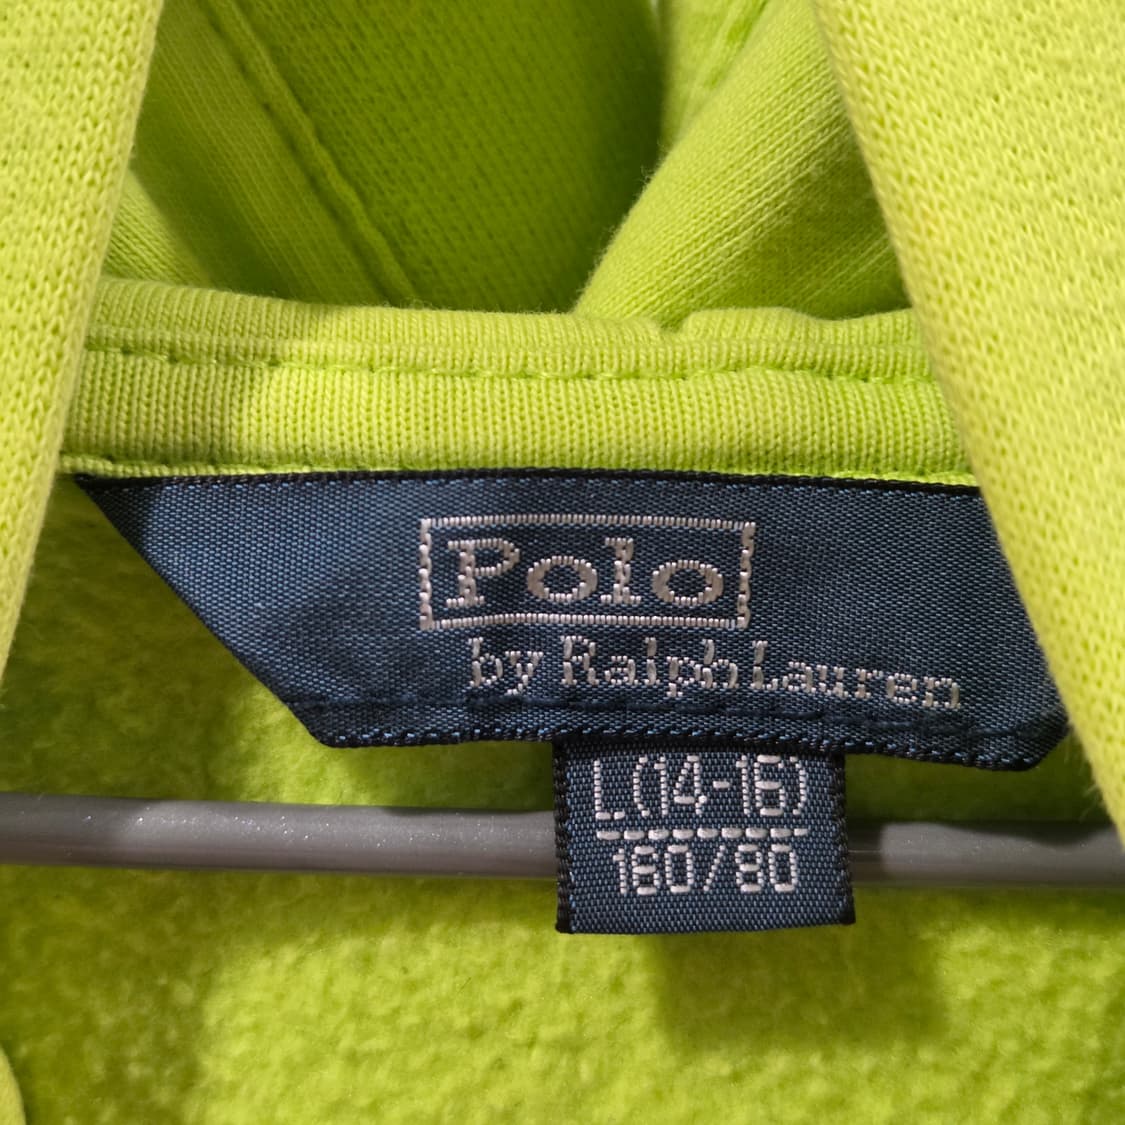 Polo
by Ralph Lauren
L(14-16)
160/80